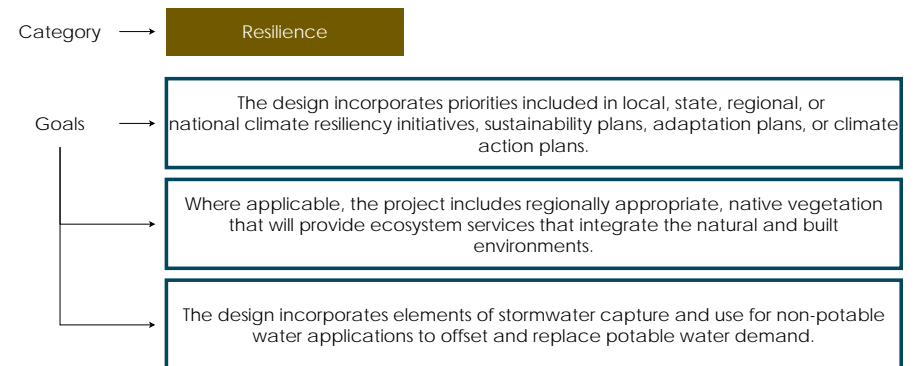 Category
Resilience
Goals
The design incorporates priorities included in local, state, regional, or
national climate resiliency initiatives, sustainability plans, adaptation plans, or climate
action plans.
Where applicable, the project includes regionally appropriate, native vegetation
that will provide ecosystem services that integrate the natural and built
environments.
The design incorporates elements of stormwater capture and use for non-potable
water applications to offset and replace potable water demand.